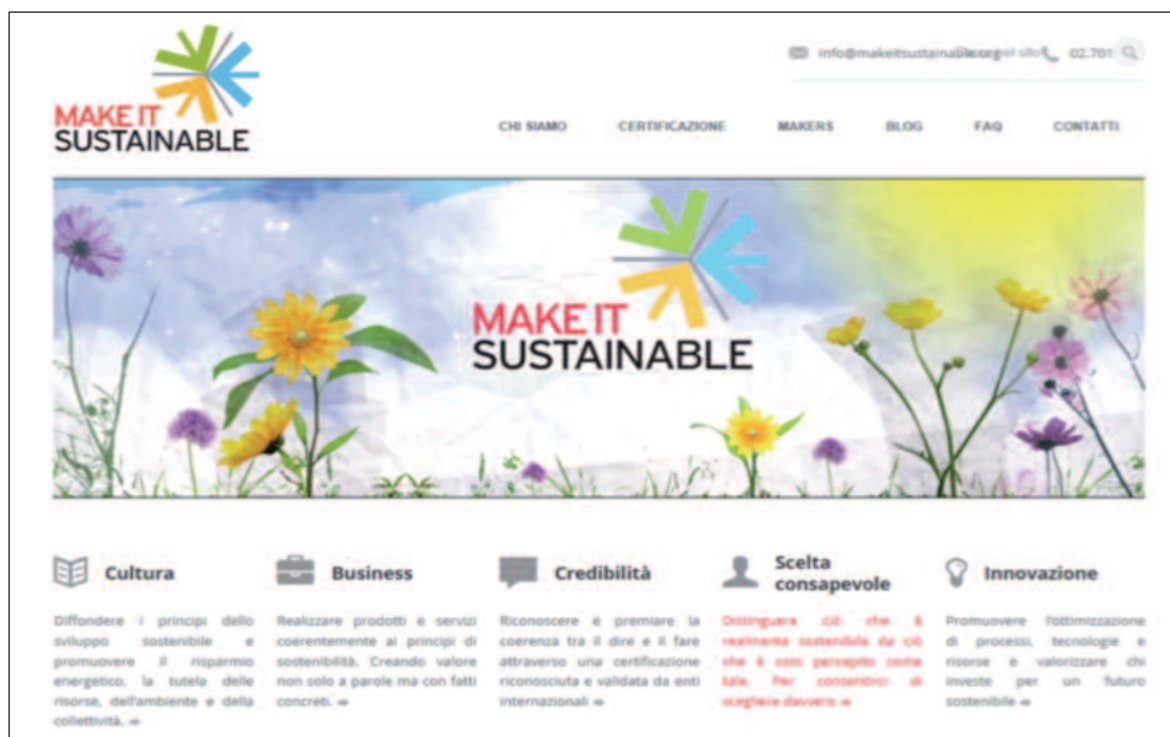 MAKE IT
SUSTAINABLE
info@makeitsustainable.org
02.701
CHI SIAMO CERTIFICAZIONE MAKERS BLOG FAQ CONTATTI
MAKE IT
SUSTAINABLE
Cultura
Diffondere i principi dello
sviluppo sostenibile e
promuovere il risparmio
energetico, la tutela delle
risorse, dell'ambiente e della
collettività. ⇒
Business
Realizzare prodotti e servizi
coerentemente ai principi di
sostenibilità. Creando valore
non solo a parole ma con fatti
concreti. ⇒
Credibilità
Riconoscere e premiare la
coerenza tra il dire e il fare
attraverso una certificazione
riconosciuta e validata da enti
internazionali ⇒
Scelta
consapevole
Distinguere ciò che è
realmente sostenibile da ciò
che è solo percepito come
tale. Per consentirci di
scegliere davvero ⇒
Innovazione
Promuovere l'ottimizzazione
di processi, tecnologie e
risorse e valorizzare chi
investe per un futuro
sostenibile ⇒